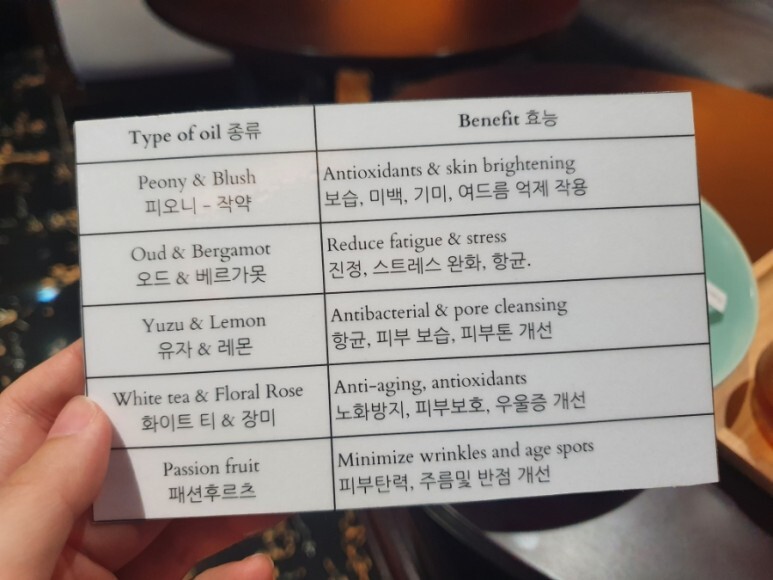 Type of oil 종류
Benefit 효능
Peony & Blush
피오니 – 작약
Antioxidants & skin brightening
보습, 미백, 기미, 여드름 억제 작용
Oud & Bergamot
오드 & 베르가못
Reduce fatigue & stress
진정, 스트레스 완화, 항균.
Yuzu & Lemon
유자 & 레몬
Antibacterial & pore cleansing
항균, 피부 보습, 피부톤 개선
White tea & Floral Rose
화이트 티 & 장미
Anti-aging, antioxidants
노화방지, 피부보호, 우울증 개선
Passion fruit
패션후르츠
Minimize wrinkles and age spots
피부탄력, 주름및 반점 개선